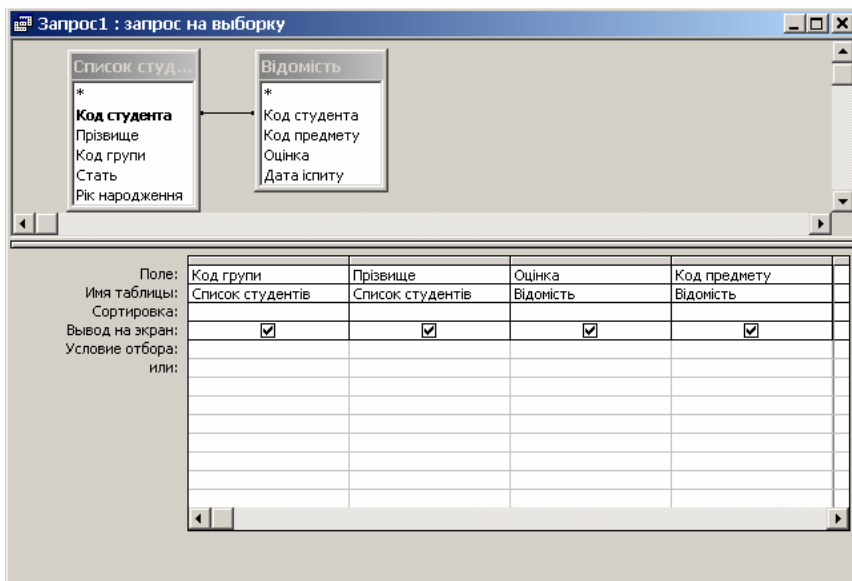 Запрос1 : запрос на выборку
Список студ...
*
Код студента
Прізвище
Код групи
Стать
Рік народження
Відомість
*
Код студента
Код предмету
Оцінка
Дата іспиту
Поле: Код групи Прізвище Оцінка Код предмету
Имя таблицы: Список студентів Список студентів Відомість Відомість
Сортировка:
Вывод на экран:
Условие отбора:
или: